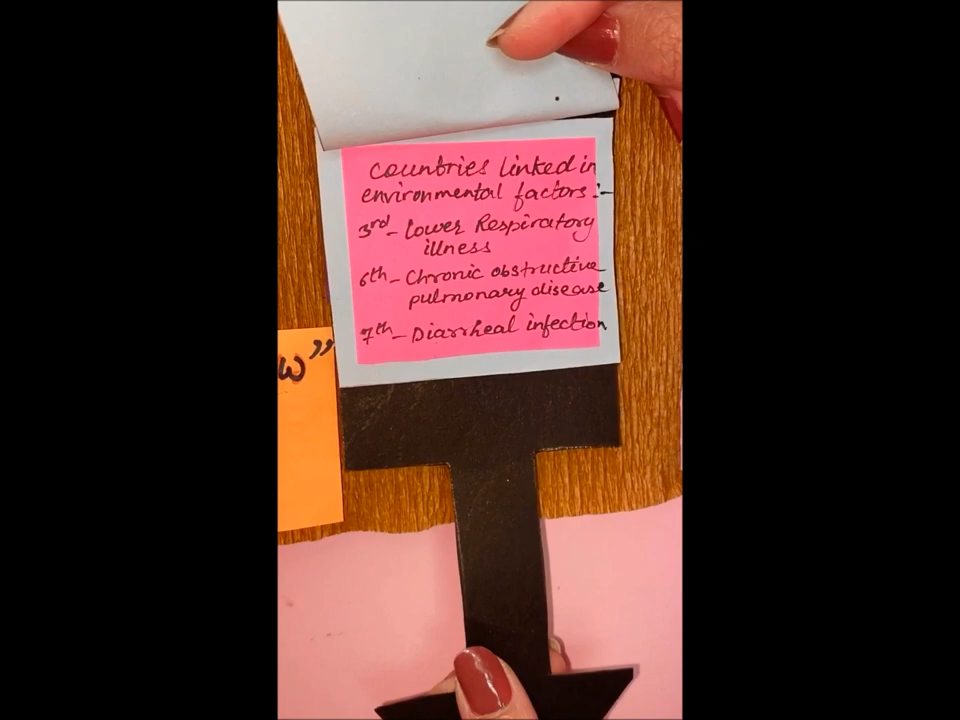 countries linked in
environmental factors :-
3rd - Lower Respiratory
illness
6th - Chronic obstructive
pulmonary disease
7th - Diarrheal infection
W"